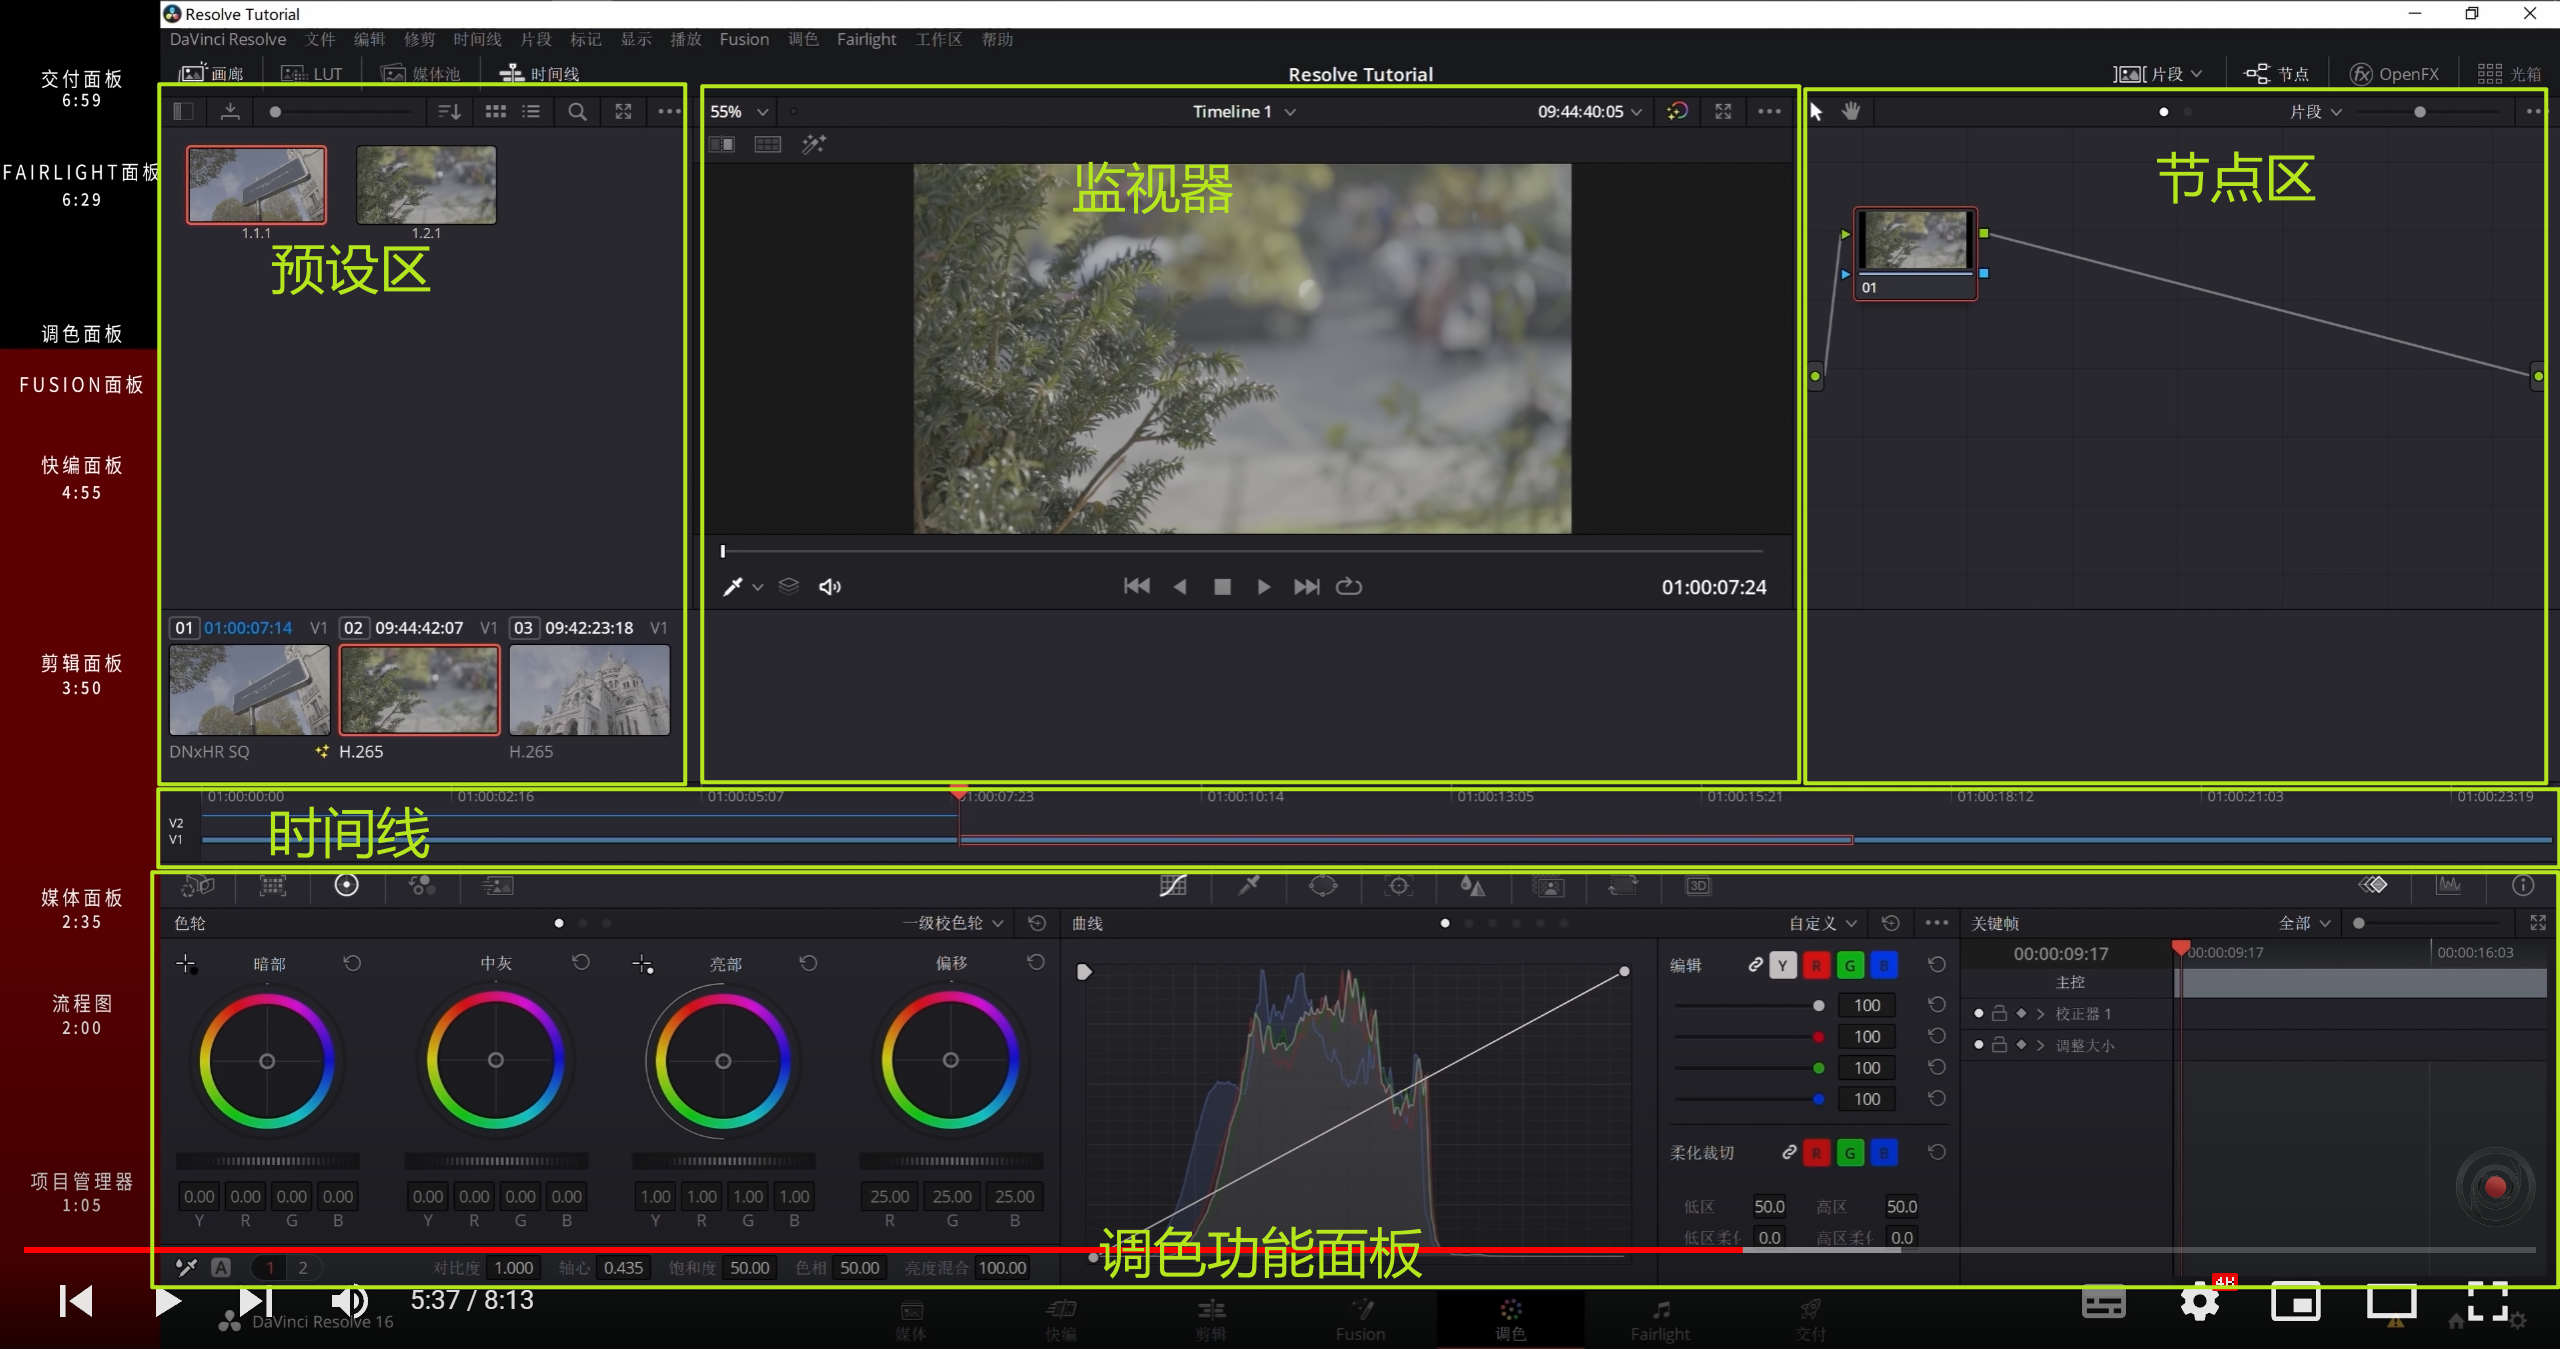 Resolve Tutorial
DaVinci Resolve 文件 编辑 修剪 时间线 片段 标记 显示 播放 Fusion 调色 Fairlight 工作区 帮助
画廊 LUT 媒体池 时间线 Resolve Tutorial 片段 节点 OpenFX 光箱
交付面板
6:59
FAIRLIGHT面板
6:29
调色面板
FUSION面板
快编面板
4:55
剪辑面板
3:50
媒体面板
2:35
流程图
2:00
项目管理器
1:05
55% Timeline 1 09:44:40:05 片段
1.1.1 1.2.1
预设区
监视器
节点区
01
01:00:07:24
01 01:00:07:14 V1 02 09:44:42:07 V1 03 09:42:23:18 V1
DNxHR SQ H.265 H.265
01:00:00:00 01:00:02:16 01:00:05:07 01:00:07:23 01:00:10:14 01:00:13:05 01:00:15:21 01:00:18:12 01:00:21:03 01:00:23:19
V2
V1
时间线
3D
色轮 一级校色轮 曲线 自定义 关键帧 全部
暗部 中灰 亮部 偏移
编辑 Y R G B
100
100
100
100
柔化裁切 R G B
低区 50.0 高区 50.0
低区柔化 0.0 高区柔化 0.0
00:00:09:17 00:00:09:17 00:00:16:03
主控
校正器 1
调整大小
0.00 0.00 0.00 0.00 0.00 0.00 0.00 0.00 1.00 1.00 1.00 1.00 25.00 25.00 25.00
Y R G B Y R G B Y R G B R G B
A 1 2 对比度 1.000 轴心 0.435 饱和度 50.00 色相 50.00 亮度混合 100.00
调色功能面板
5:37 / 8:13
4K
DaVinci Resolve 16
媒体 快编 剪辑 Fusion 调色 Fairlight 交付